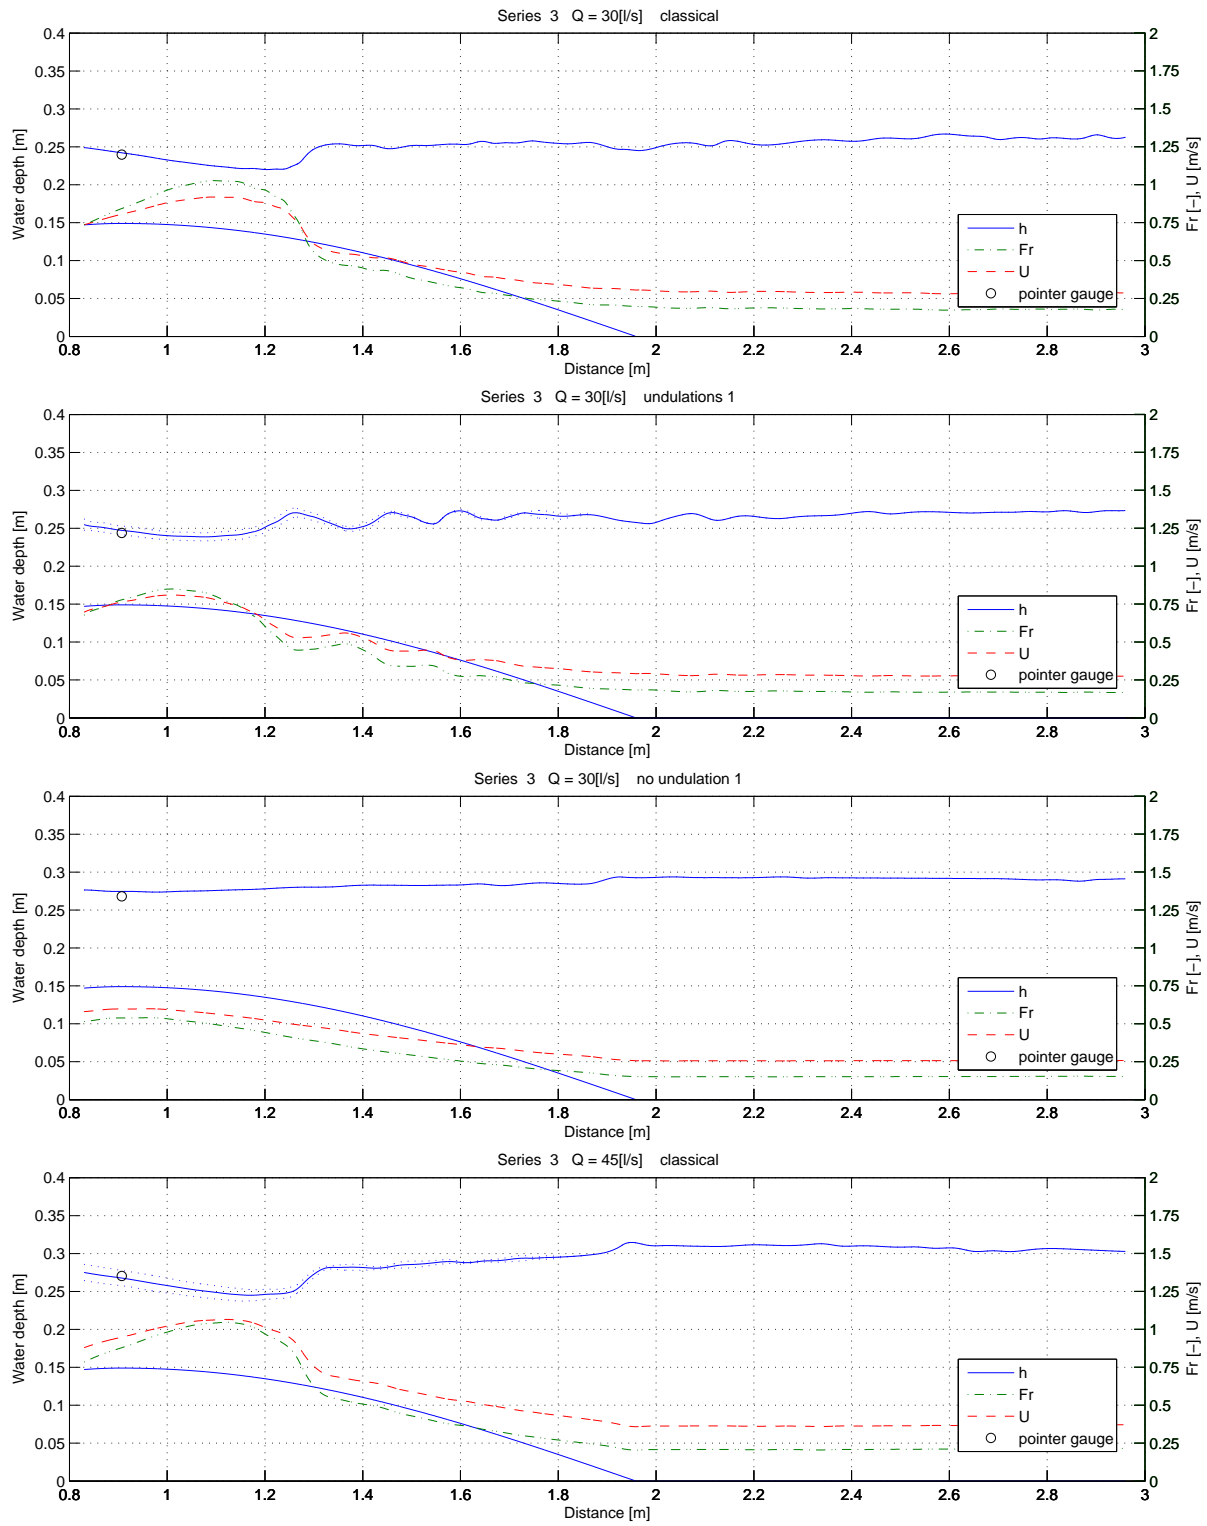 Series 3 Q = 30[l/s] classical
0.4
0.35
0.3
0.25
0.2
0.15
0.1
0.05
0
Water depth [m]
2
1.75
1.5
1.25
1
0.75
0.5
0.25
0
Fr [−], U [m/s]
h
Fr
U
pointer gauge
0.8 1 1.2 1.4 1.6 1.8 2 2.2 2.4 2.6 2.8 3
Distance [m]
Series 3 Q = 30[l/s] undulations 1
0.4
0.35
0.3
0.25
0.2
0.15
0.1
0.05
0
Water depth [m]
2
1.75
1.5
1.25
1
0.75
0.5
0.25
0
Fr [−], U [m/s]
h
Fr
U
pointer gauge
0.8 1 1.2 1.4 1.6 1.8 2 2.2 2.4 2.6 2.8 3
Distance [m]
Series 3 Q = 30[l/s] no undulation 1
0.4
0.35
0.3
0.25
0.2
0.15
0.1
0.05
0
Water depth [m]
2
1.75
1.5
1.25
1
0.75
0.5
0.25
0
Fr [−], U [m/s]
h
Fr
U
pointer gauge
0.8 1 1.2 1.4 1.6 1.8 2 2.2 2.4 2.6 2.8 3
Distance [m]
Series 3 Q = 45[l/s] classical
0.4
0.35
0.3
0.25
0.2
0.15
0.1
0.05
0
Water depth [m]
2
1.75
1.5
1.25
1
0.75
0.5
0.25
0
Fr [−], U [m/s]
h
Fr
U
pointer gauge
0.8 1 1.2 1.4 1.6 1.8 2 2.2 2.4 2.6 2.8 3
Distance [m]